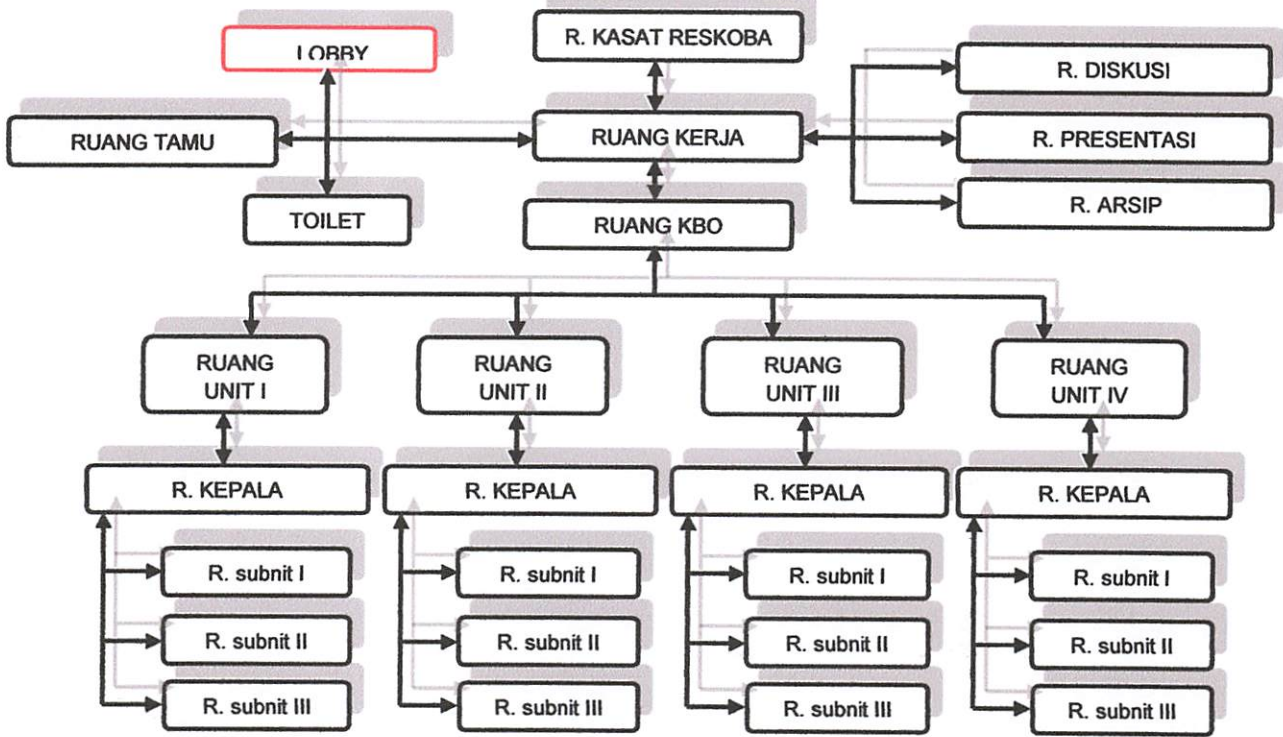 LOBBY
R. KASAT RESKOBA
R. DISKUSI
RUANG TAMU
RUANG KERJA
R. PRESENTASI
TOILET
RUANG KBO
R. ARSIP
RUANG
UNIT I
RUANG
UNIT II
RUANG
UNIT III
RUANG
UNIT IV
R. KEPALA
R. KEPALA
R. KEPALA
R. KEPALA
R. subnit I
R. subnit I
R. subnit I
R. subnit I
R. subnit II
R. subnit II
R. subnit II
R. subnit II
R. subnit III
R. subnit III
R. subnit III
R. subnit III